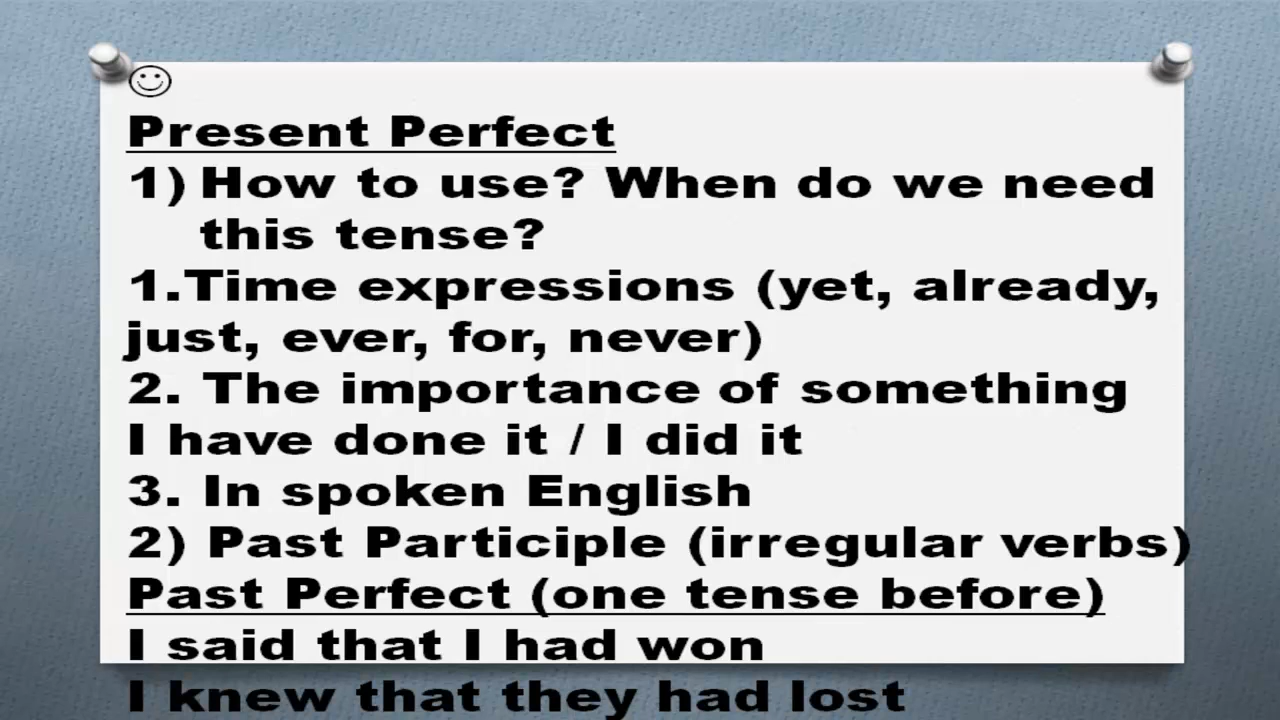 Present Perfect
1) How to use? When do we need
this tense?
1.Time expressions (yet, already,
just, ever, for, never)
2. The importance of something
I have done it / I did it
3. In spoken English
2) Past Participle (irregular verbs)
Past Perfect (one tense before)
I said that I had won
I knew that they had lost